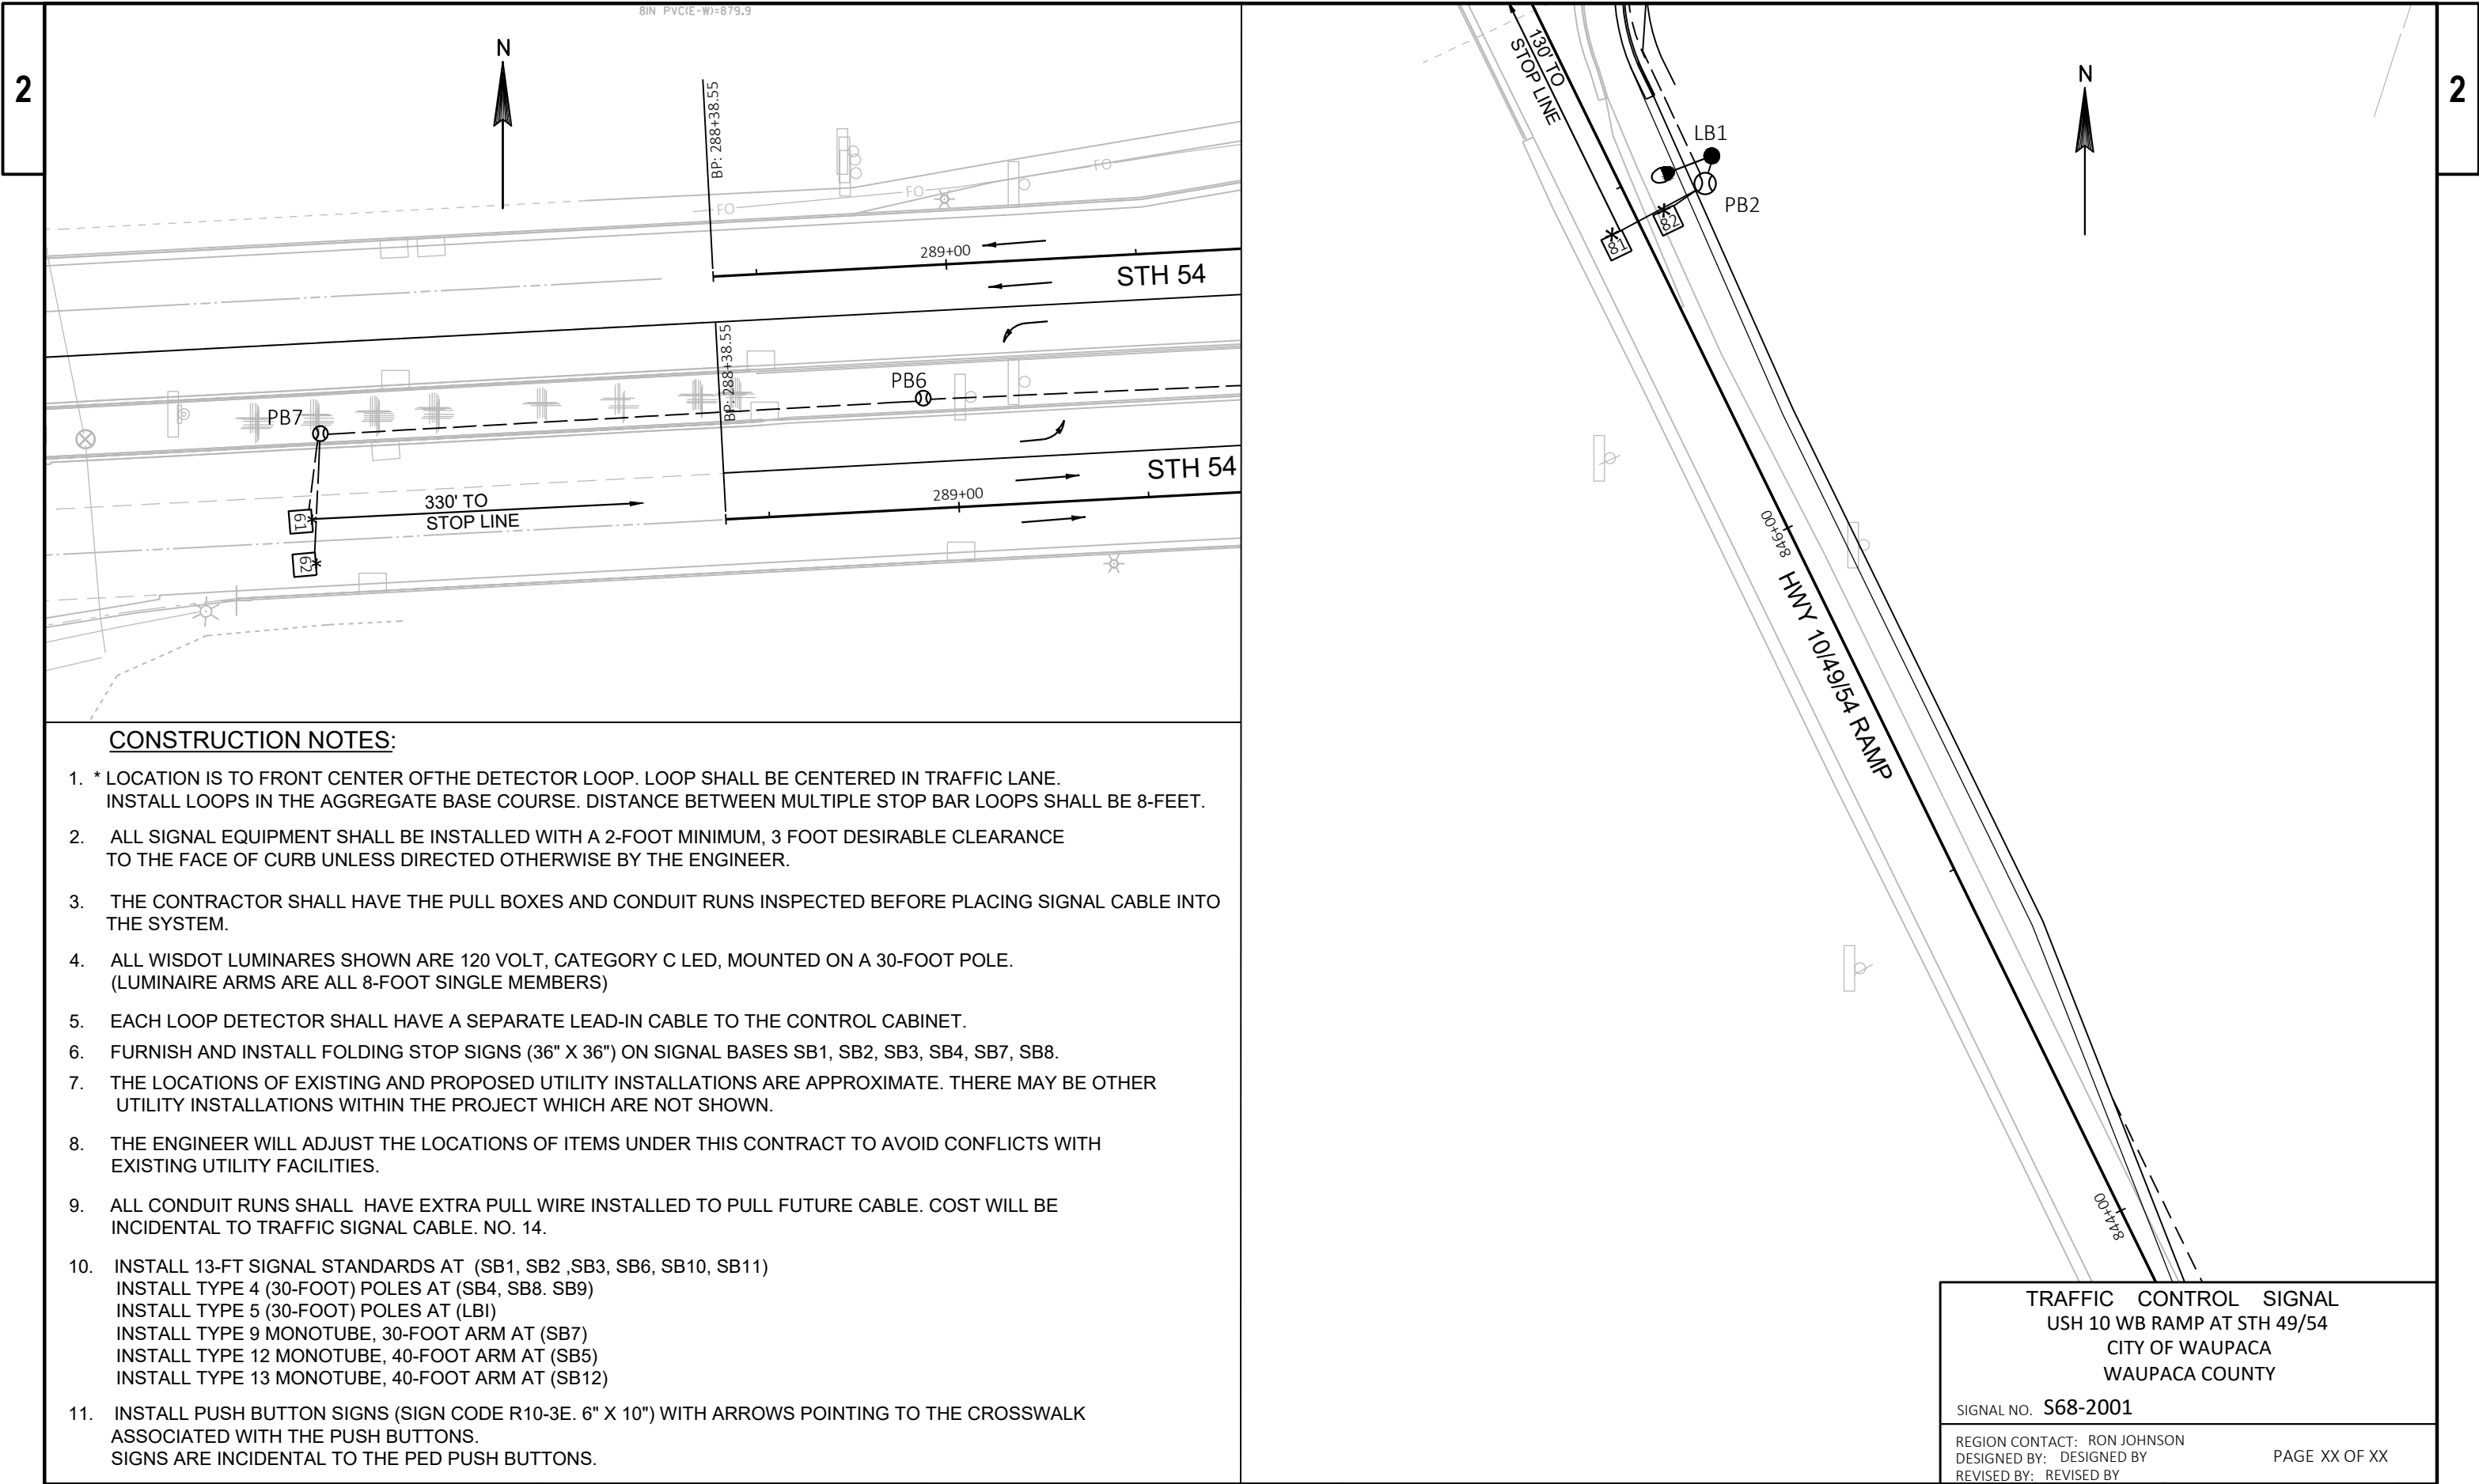 8IN PVC(E-W)=879.9
2
2
N
BP: 288+38.55
FO
FO
FO
289+00
STH 54
BP: 288+38.55
PB6
PB7
STH 54
61
330' TO
STOP LINE
289+00
62
130' TO
STOP LINE
N
LB1
PB2
82
81
846+00
HWY 10/49/54 RAMP
844+00
CONSTRUCTION NOTES:
1. * LOCATION IS TO FRONT CENTER OFTHE DETECTOR LOOP. LOOP SHALL BE CENTERED IN TRAFFIC LANE.
INSTALL LOOPS IN THE AGGREGATE BASE COURSE. DISTANCE BETWEEN MULTIPLE STOP BAR LOOPS SHALL BE 8-FEET.
2. ALL SIGNAL EQUIPMENT SHALL BE INSTALLED WITH A 2-FOOT MINIMUM, 3 FOOT DESIRABLE CLEARANCE
TO THE FACE OF CURB UNLESS DIRECTED OTHERWISE BY THE ENGINEER.
3. THE CONTRACTOR SHALL HAVE THE PULL BOXES AND CONDUIT RUNS INSPECTED BEFORE PLACING SIGNAL CABLE INTO
THE SYSTEM.
4. ALL WISDOT LUMINARES SHOWN ARE 120 VOLT, CATEGORY C LED, MOUNTED ON A 30-FOOT POLE.
(LUMINAIRE ARMS ARE ALL 8-FOOT SINGLE MEMBERS)
5. EACH LOOP DETECTOR SHALL HAVE A SEPARATE LEAD-IN CABLE TO THE CONTROL CABINET.
6. FURNISH AND INSTALL FOLDING STOP SIGNS (36" X 36") ON SIGNAL BASES SB1, SB2, SB3, SB4, SB7, SB8.
7. THE LOCATIONS OF EXISTING AND PROPOSED UTILITY INSTALLATIONS ARE APPROXIMATE. THERE MAY BE OTHER
UTILITY INSTALLATIONS WITHIN THE PROJECT WHICH ARE NOT SHOWN.
8. THE ENGINEER WILL ADJUST THE LOCATIONS OF ITEMS UNDER THIS CONTRACT TO AVOID CONFLICTS WITH
EXISTING UTILITY FACILITIES.
9. ALL CONDUIT RUNS SHALL HAVE EXTRA PULL WIRE INSTALLED TO PULL FUTURE CABLE. COST WILL BE
INCIDENTAL TO TRAFFIC SIGNAL CABLE. NO. 14.
10. INSTALL 13-FT SIGNAL STANDARDS AT (SB1, SB2 ,SB3, SB6, SB10, SB11)
INSTALL TYPE 4 (30-FOOT) POLES AT (SB4, SB8. SB9)
INSTALL TYPE 5 (30-FOOT) POLES AT (LBI)
INSTALL TYPE 9 MONOTUBE, 30-FOOT ARM AT (SB7)
INSTALL TYPE 12 MONOTUBE, 40-FOOT ARM AT (SB5)
INSTALL TYPE 13 MONOTUBE, 40-FOOT ARM AT (SB12)
11. INSTALL PUSH BUTTON SIGNS (SIGN CODE R10-3E. 6" X 10") WITH ARROWS POINTING TO THE CROSSWALK
ASSOCIATED WITH THE PUSH BUTTONS.
SIGNS ARE INCIDENTAL TO THE PED PUSH BUTTONS.
TRAFFIC CONTROL SIGNAL
USH 10 WB RAMP AT STH 49/54
CITY OF WAUPACA
WAUPACA COUNTY
SIGNAL NO. S68-2001
REGION CONTACT: RON JOHNSON
DESIGNED BY: DESIGNED BY
REVISED BY: REVISED BY
PAGE XX OF XX